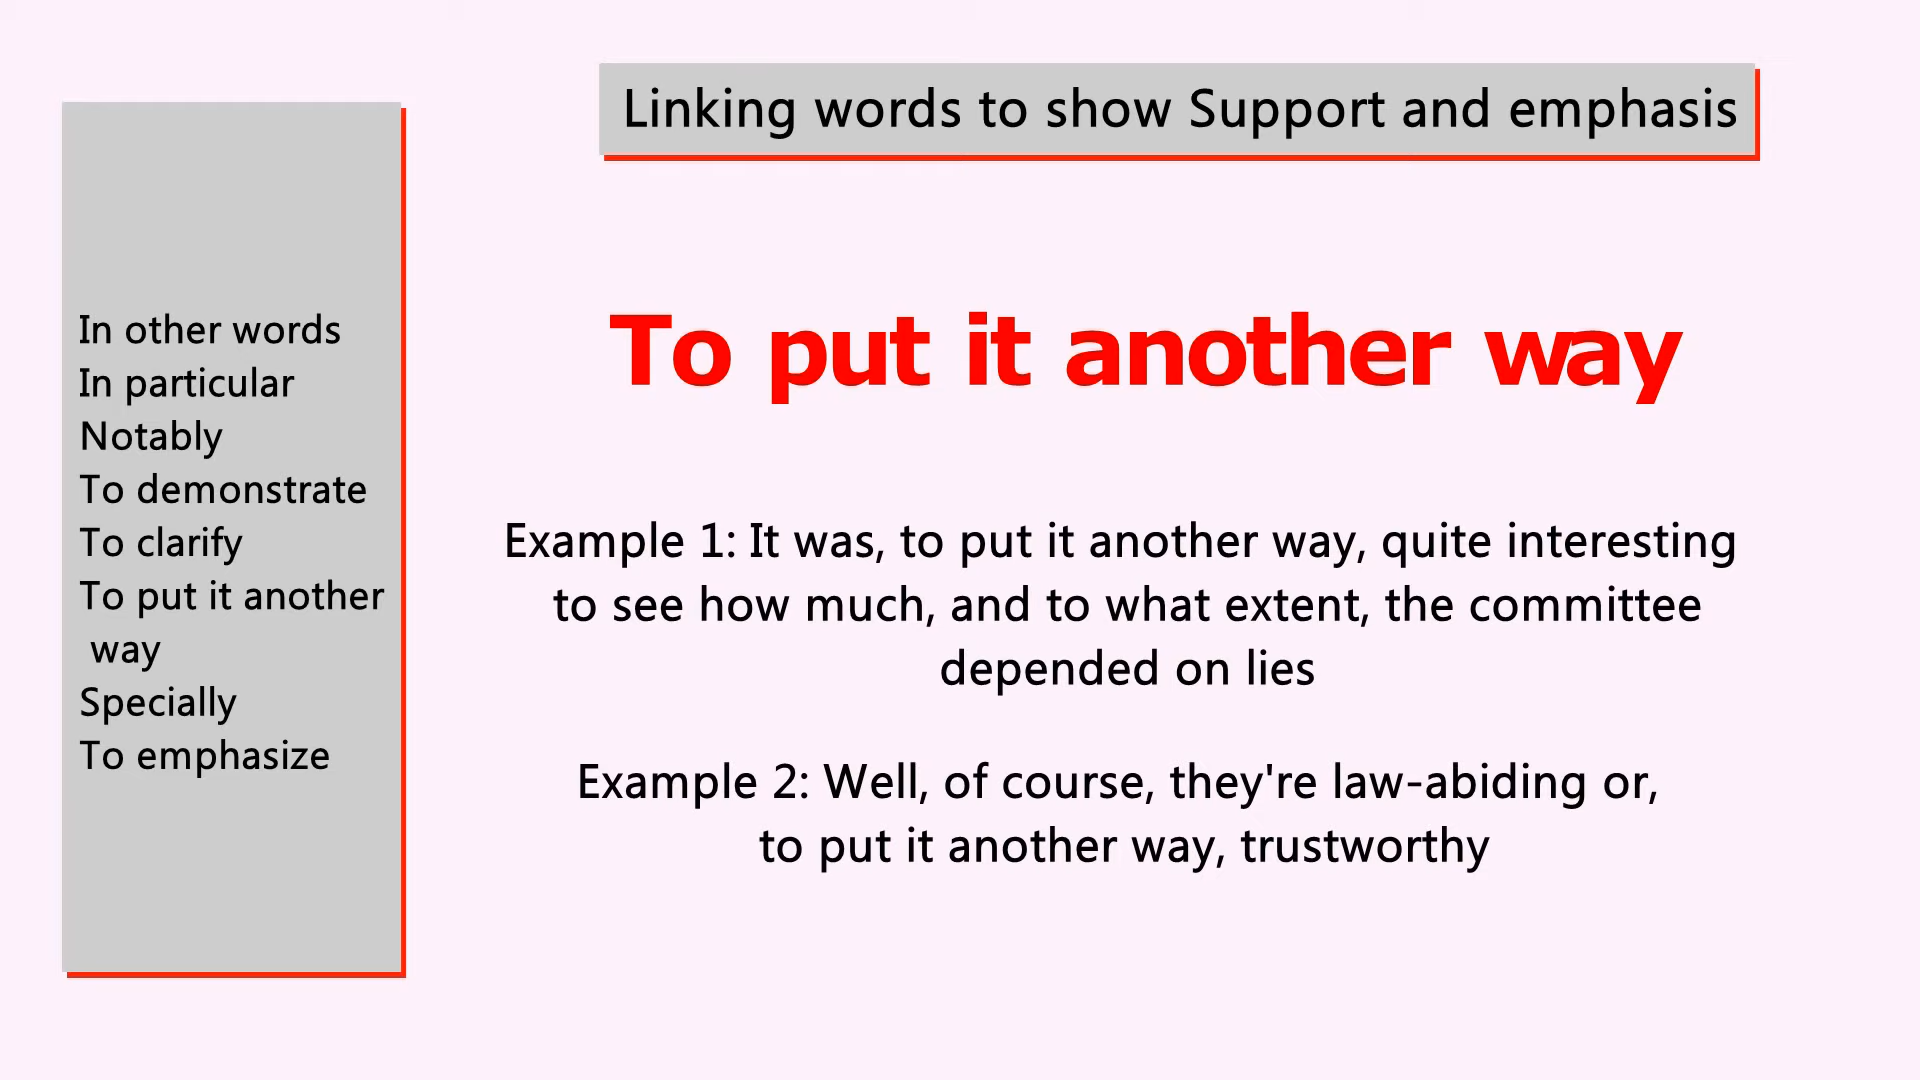 Linking words to show Support and emphasis
In other words
In particular
Notably
To demonstrate
To clarify
To put it another
way
Specially
To emphasize
To put it another way
Example 1: It was, to put it another way, quite interesting
to see how much, and to what extent, the committee
depended on lies
Example 2: Well, of course, they're law-abiding or,
to put it another way, trustworthy